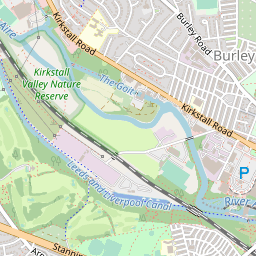 Burley Road
Kirkstall Road
Aire
Burley
Kirkstall
Valley Nature
Reserve
The Goit
Kirkstall Road
P
Leeds and Liverpool Canal
River
Stanning